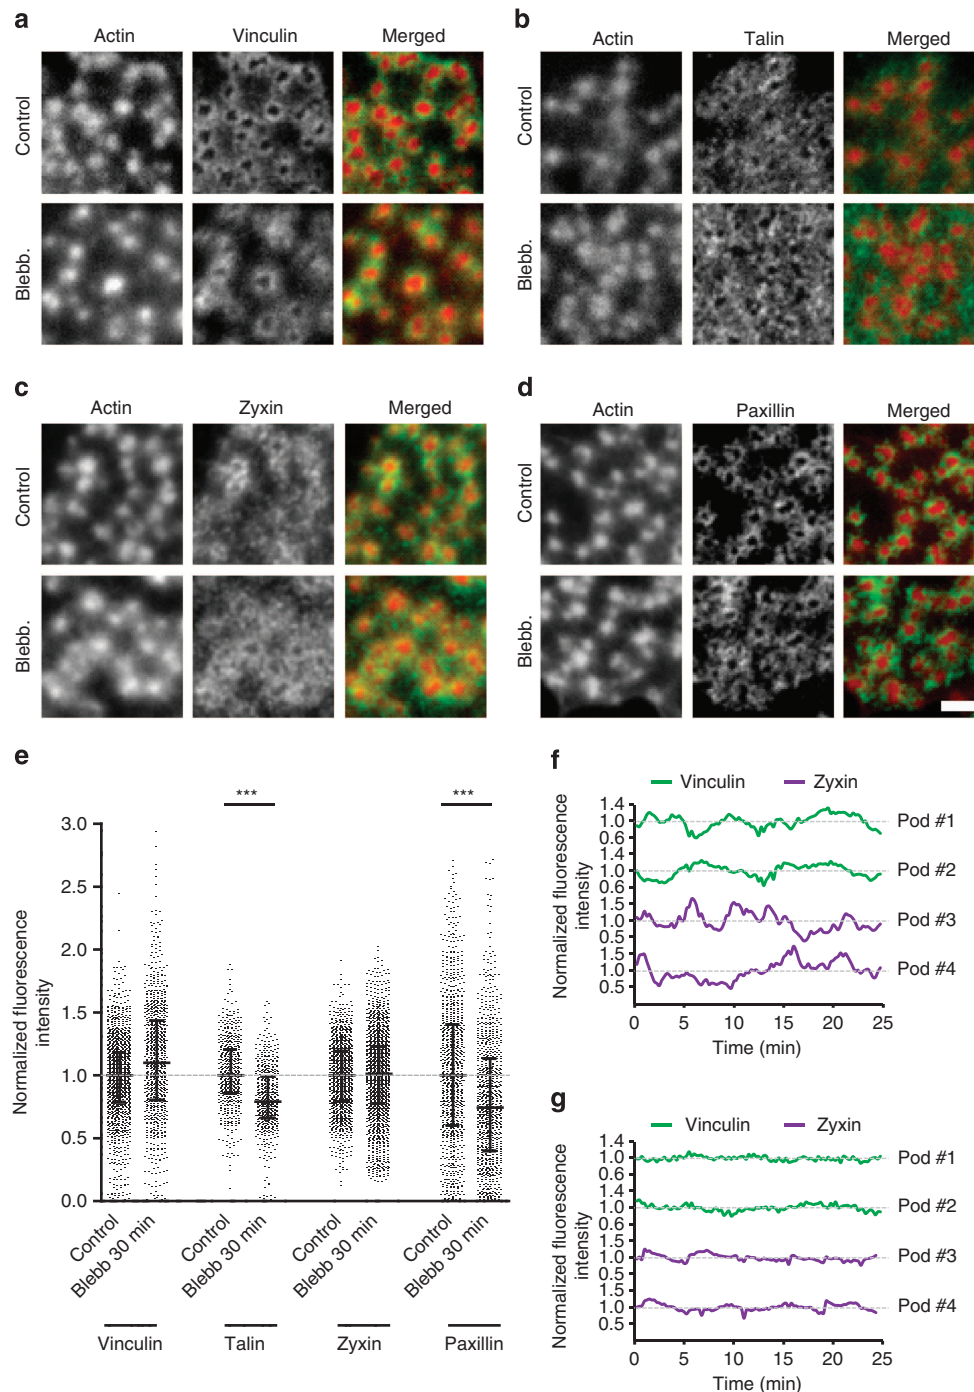 a
Actin Vinculin Merged
Control
Blebb.
b
Actin Talin Merged
Control
Blebb.
c
Actin Zyxin Merged
Control
Blebb.
d
Actin Paxillin Merged
Control
Blebb.
e
*** ***
Normalized fluorescence
intensity
3.0
2.5
2.0
1.5
1.0
0.5
0.0
Control
Blebb 30 min
Control
Blebb 30 min
Control
Blebb 30 min
Control
Blebb 30 min
Vinculin Talin Zyxin Paxillin
f
Vinculin Zyxin
Normalized fluorescence
intensity
1.4
1.0
0.6
Pod #1
1.4
1.0
0.6
Pod #2
1.5
1.0
0.5
Pod #3
1.5
1.0
0.5
Pod #4
0 5 10 15 20 25
Time (min)
g
Vinculin Zyxin
Normalized fluorescence
intensity
1.4
1.0
0.6
Pod #1
1.4
1.0
0.6
Pod #2
1.5
1.0
0.5
Pod #3
1.5
1.0
0.5
Pod #4
0 5 10 15 20 25
Time (min)